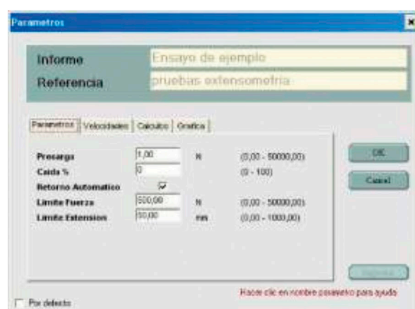 Parametros
Informe Ensayo de ejemplo
Referencia pruebas extensometria
Parametros Velocidades Calculos Grafica
Precarga 1,00 N (0,00 - 50000,00)
Caida % 0 (0 - 100)
Retorno Automatico
Limite Fuerza 500,00 N (0,00 - 50000,00)
Limite Extension 50,00 mm (0,00 - 1000,00)
OK
Cancel
Hacer clic en nombre parametro para ayuda
Por defecto